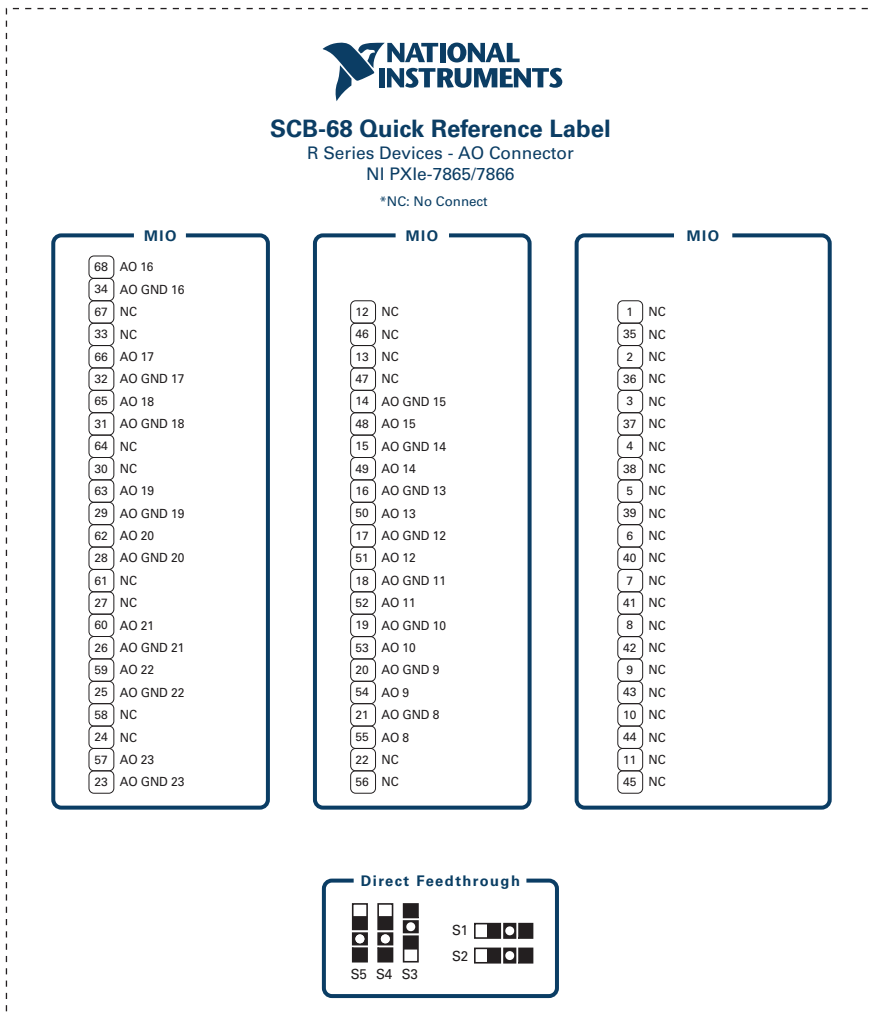 NATIONAL
INSTRUMENTS
SCB-68 Quick Reference Label
R Series Devices - AO Connector
NI PXIe-7865/7866
*NC: No Connect
MIO
68 AO 16
34 AO GND 16
67 NC
33 NC
66 AO 17
32 AO GND 17
65 AO 18
31 AO GND 18
64 NC
30 NC
63 AO 19
29 AO GND 19
62 AO 20
28 AO GND 20
61 NC
27 NC
60 AO 21
26 AO GND 21
59 AO 22
25 AO GND 22
58 NC
24 NC
57 AO 23
23 AO GND 23
MIO
12 NC
46 NC
13 NC
47 NC
14 AO GND 15
48 AO 15
15 AO GND 14
49 AO 14
16 AO GND 13
50 AO 13
17 AO GND 12
51 AO 12
18 AO GND 11
52 AO 11
19 AO GND 10
53 AO 10
20 AO GND 9
54 AO 9
21 AO GND 8
55 AO 8
22 NC
56 NC
MIO
1 NC
35 NC
2 NC
36 NC
3 NC
37 NC
4 NC
38 NC
5 NC
39 NC
6 NC
40 NC
7 NC
41 NC
8 NC
42 NC
9 NC
43 NC
10 NC
44 NC
11 NC
45 NC
Direct Feedthrough
S1
S2
S5 S4 S3